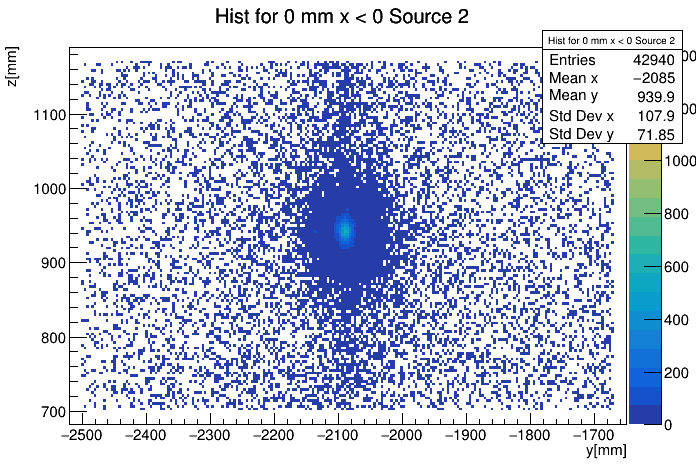 Hist for 0 mm x < 0 Source 2
z[mm]
Hist for 0 mm x < 0 Source 2
Entries 42940
Mean x −2085
Mean y 939.9
Std Dev x 107.9
Std Dev y 71.85
1100
1000
900
800
700
1000
800
600
400
200
0
−2500 −2400 −2300 −2200 −2100 −2000 −1900 −1800 −1700
y[mm]